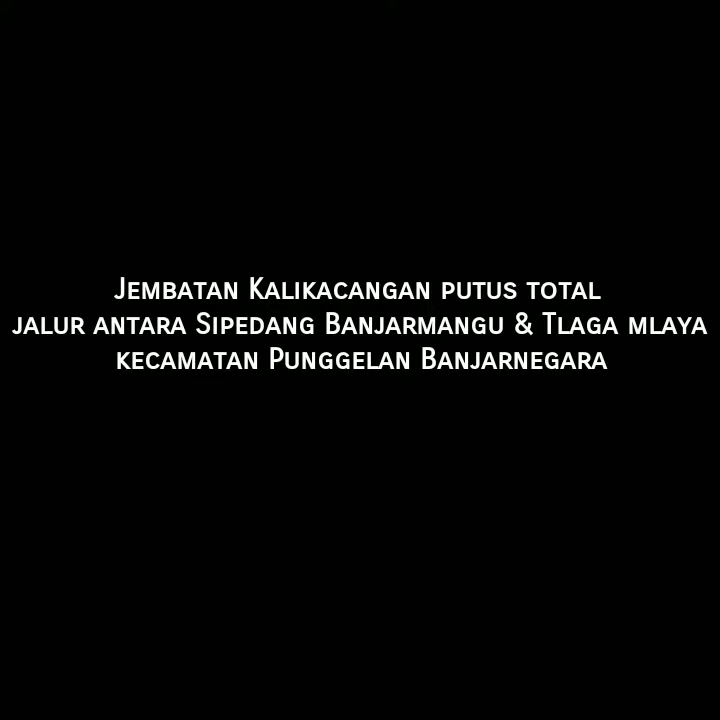 Jembatan Kalikacangan putus total
jalur antara Sipedang Banjarmangu & Tlaga mlaya
kecamatan Punggelan Banjarnegara